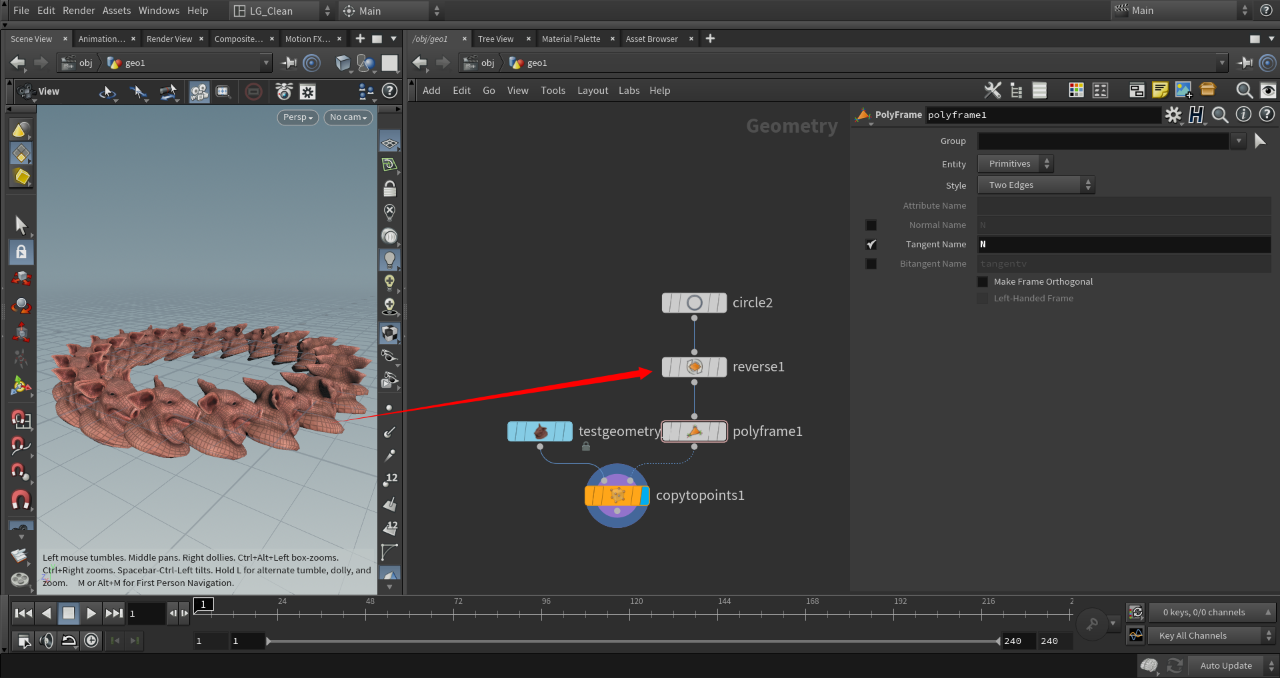 File Edit Render Assets Windows Help LG_Clean Main Main
Scene View Animation... Render View Composite... Motion FX... /obj/geo1 Tree View Material Palette Asset Browser
obj geo1 obj geo1
View Add Edit Go View Tools Layout Labs Help
Persp No cam
Geometry
PolyFrame polyframe1
Group
Entity Primitives
Style Two Edges
Attribute Name
Normal Name N
Tangent Name N
Bitangent Name tangentv
Make Frame Orthogonal
Left-Handed Frame
circle2
reverse1
testgeometry polyframe1
copytopoints1
12
12
Left mouse tumbles. Middle pans. Right dollies. Ctrl+Alt+Left box-zooms.
Ctrl+Right zooms. Spacebar-Ctrl-Left tilts. Hold L for alternate tumble, dolly, and
zoom. M or Alt+M for First Person Navigation.
1 1 24 48 72 96 120 144 168 192 216 2 0 keys, 0/0 channels
1 1 240 240 Key All Channels
Auto Update